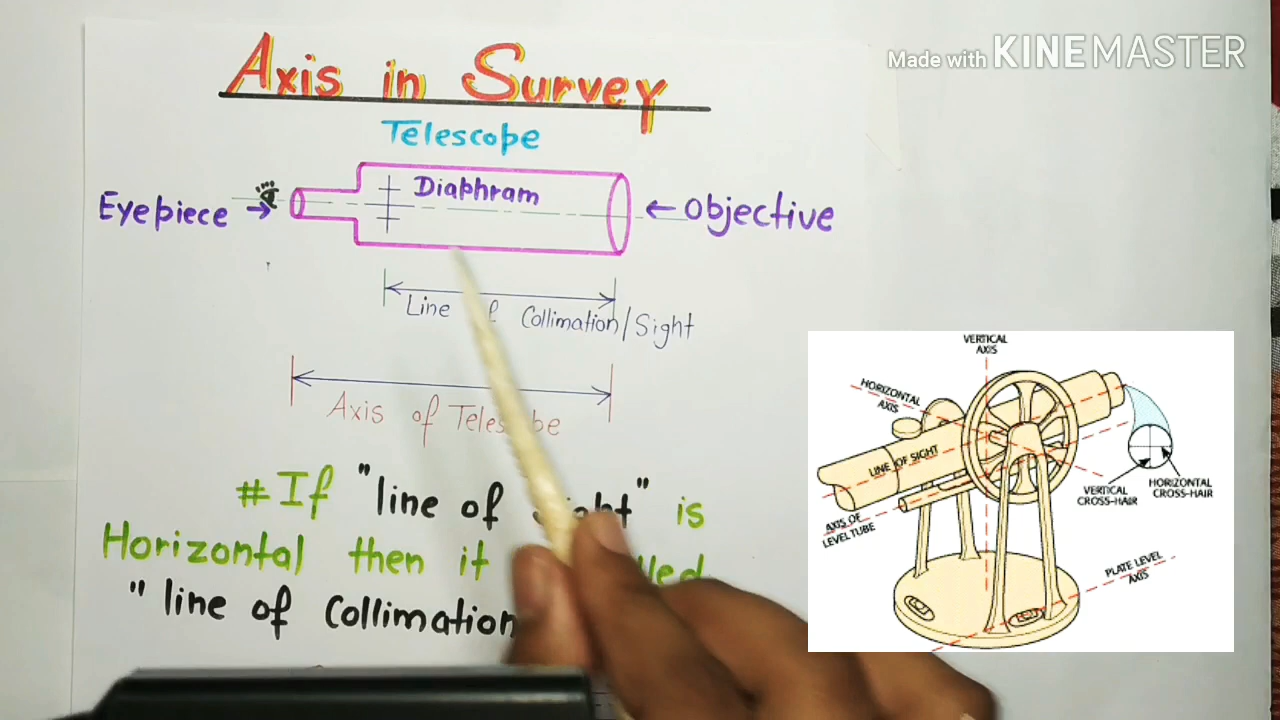 Axis in Survey
Made with KINEMASTER
Telescope
Eyepiece
Diaphram
Objective
Line Collimation/Sight
Axis of
#If "line of " is
Horizontal then it
"line of Collimation
VERTICAL
AXIS
HORIZONTAL
AXIS
LINE OF SIGHT
AXIS OF
LEVEL TUBE
VERTICAL
CROSS-HAIR
HORIZONTAL
CROSS-HAIR
PLATE LEVEL
AXIS